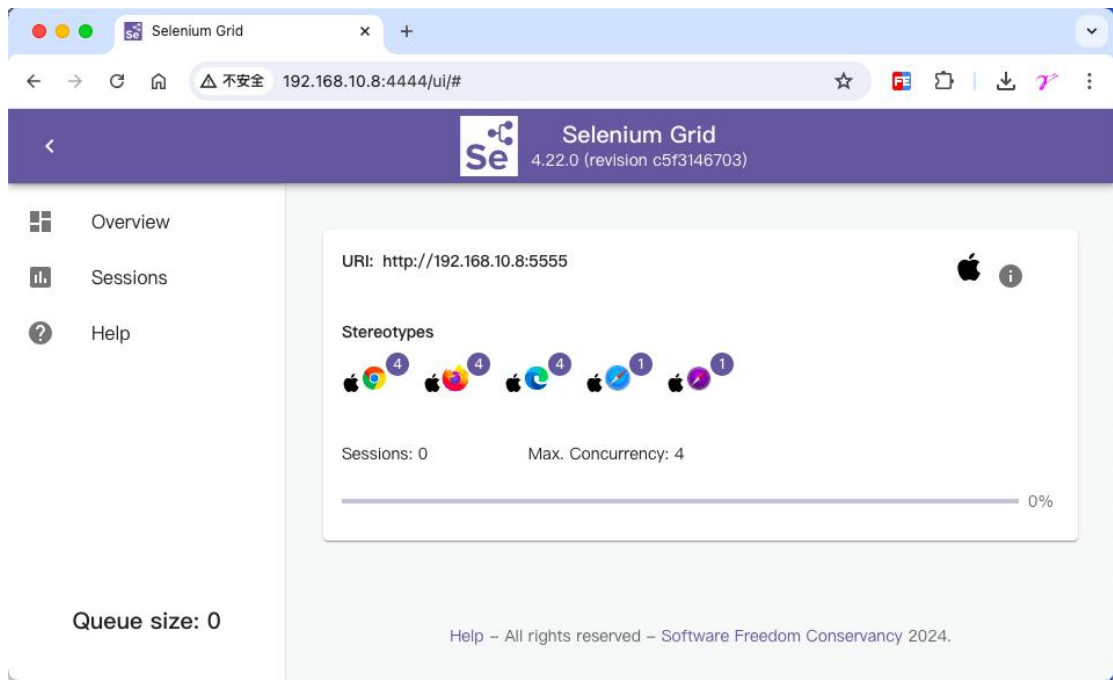 Selenium Grid
不安全 192.168.10.8:4444/ui/#
Se Selenium Grid
4.22.0 (revision c5f3146703)
Overview
Sessions
Help
URI: http://192.168.10.8:5555
Stereotypes
4 4 4 1 1
Sessions: 0 Max. Concurrency: 4
0%
Queue size: 0
Help – All rights reserved – Software Freedom Conservancy 2024.